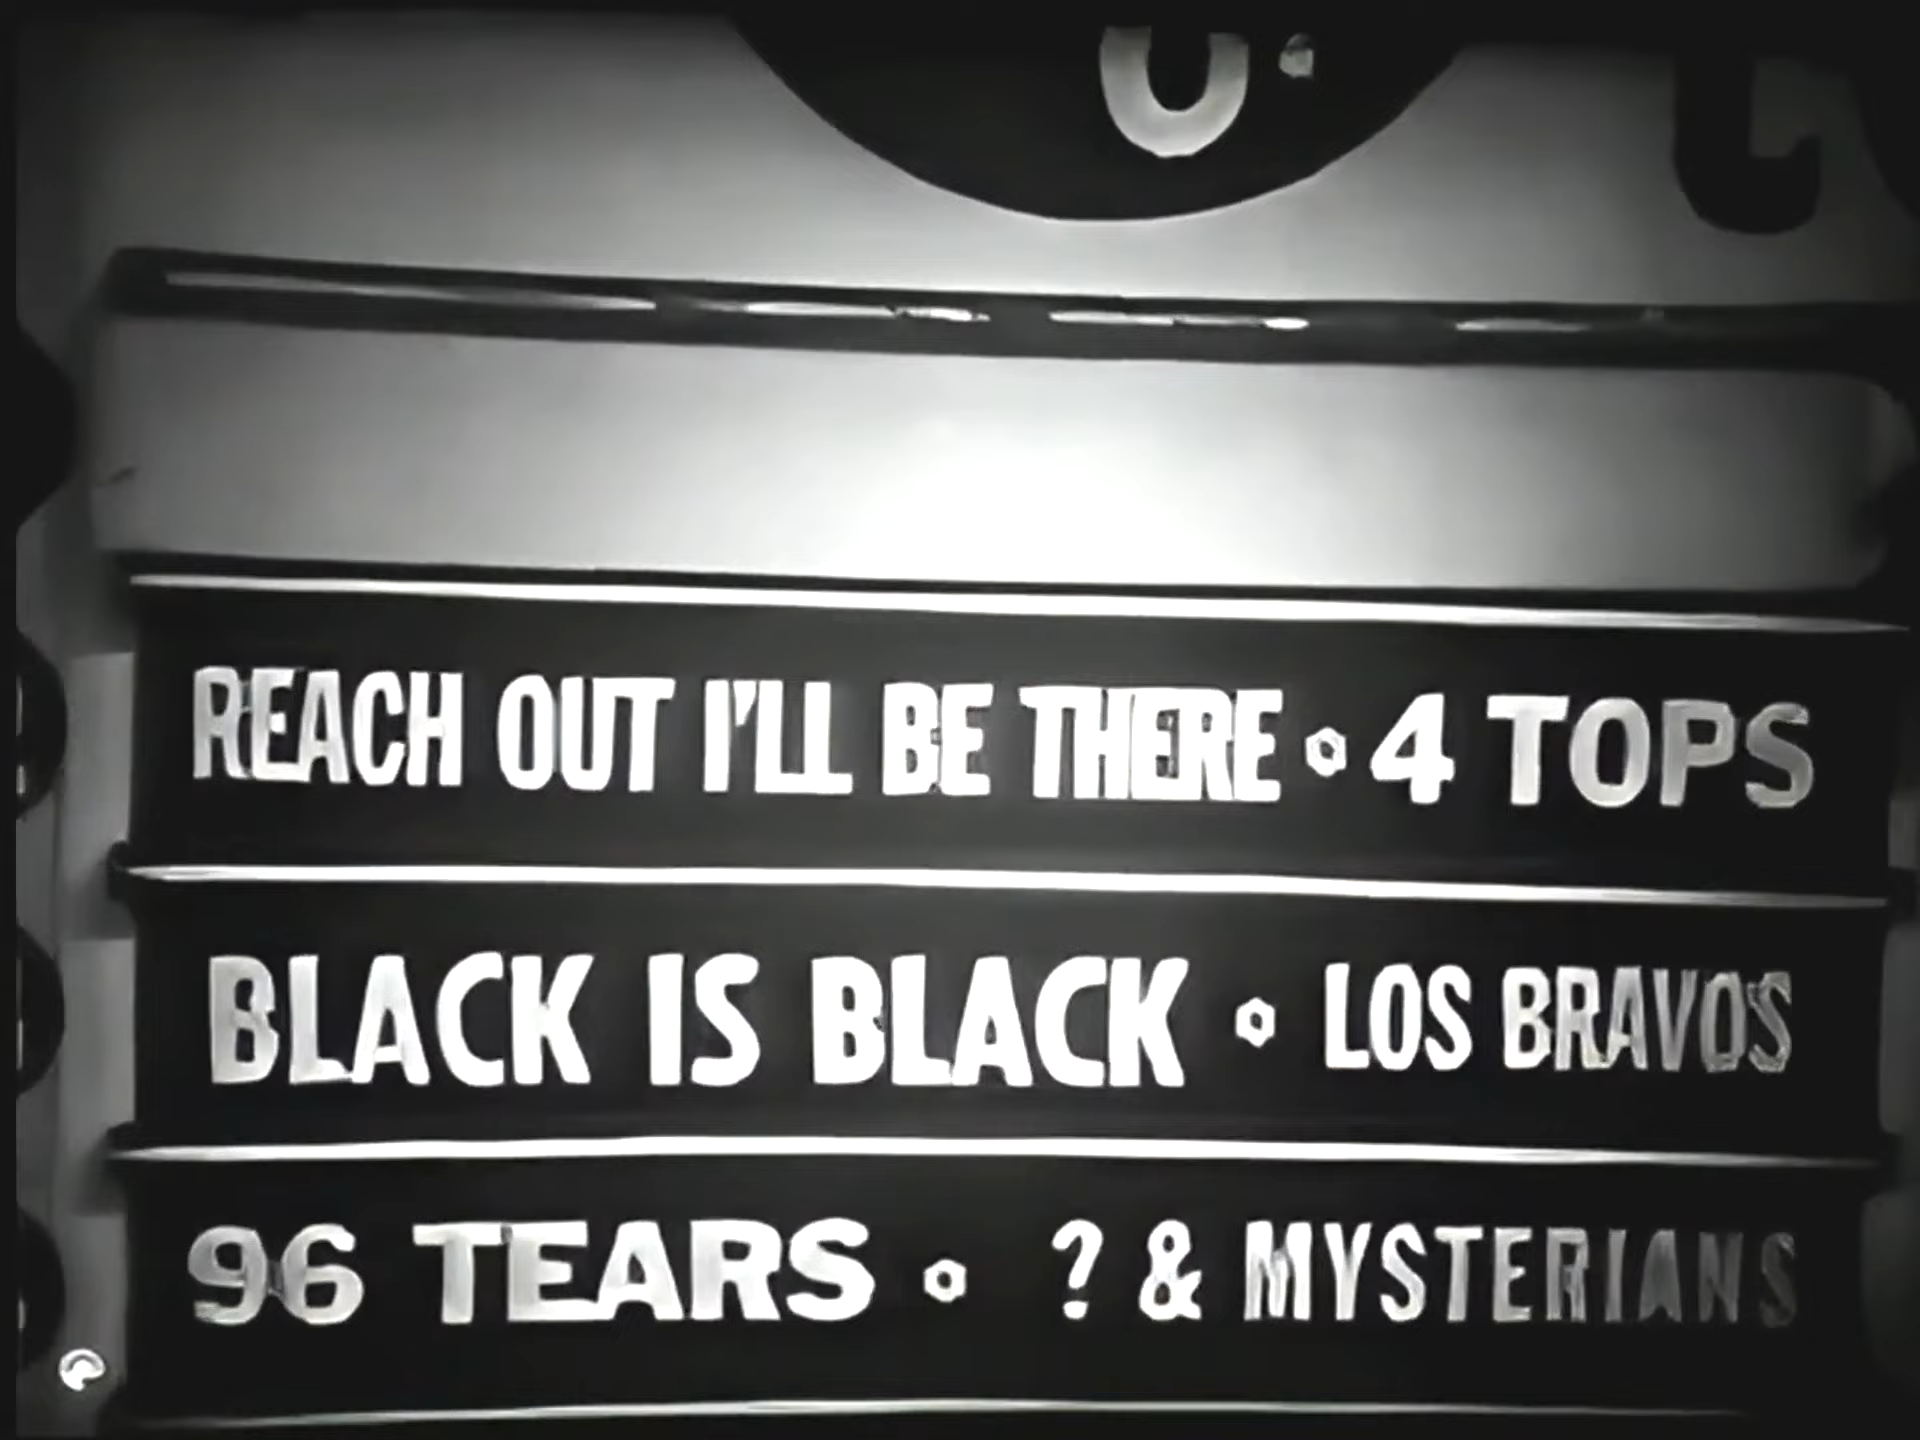 REACH OUT I'LL BE THERE • 4 TOPS
BLACK IS BLACK • LOS BRAVOS
96 TEARS • ? & MYSTERIANS